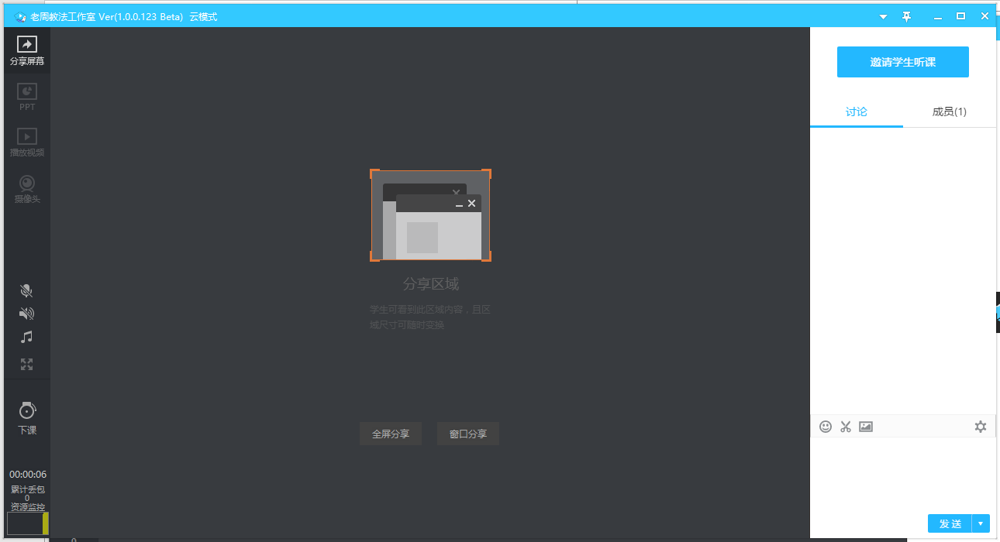 老周教法工作室 Ver(1.0.0.123 Beta) 云模式
分享屏幕
PPT
播放视频
摄像头
下课
00:00:06
累计丢包
0
资源监控
0
分享区域
学生可看到此区域内容，且区
域尺寸可随时变换
全屏分享
窗口分享
邀请学生听课
讨论
成员(1)
发送